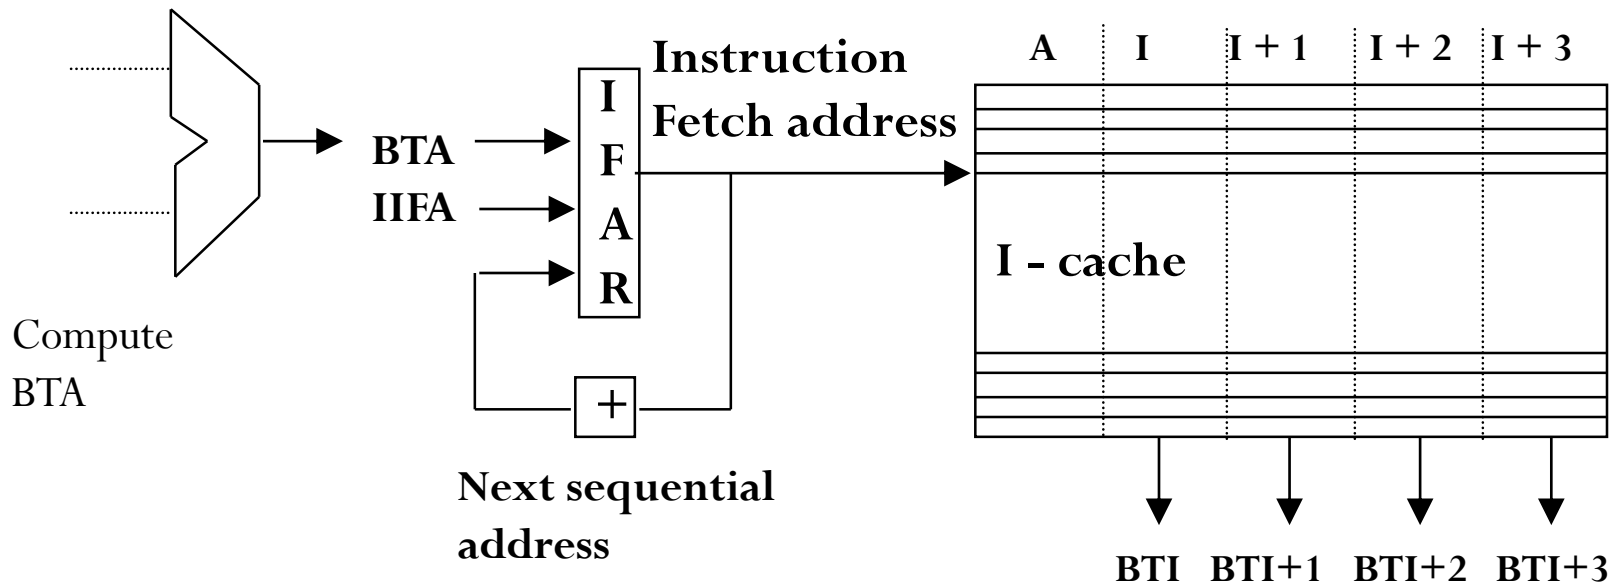 Compute
BTA
BTA
IIFA
I
F
A
R
+
Next sequential
address
Instruction
Fetch address
A I I + 1 I + 2 I + 3
I - cache
BTI BTI+1 BTI+2 BTI+3